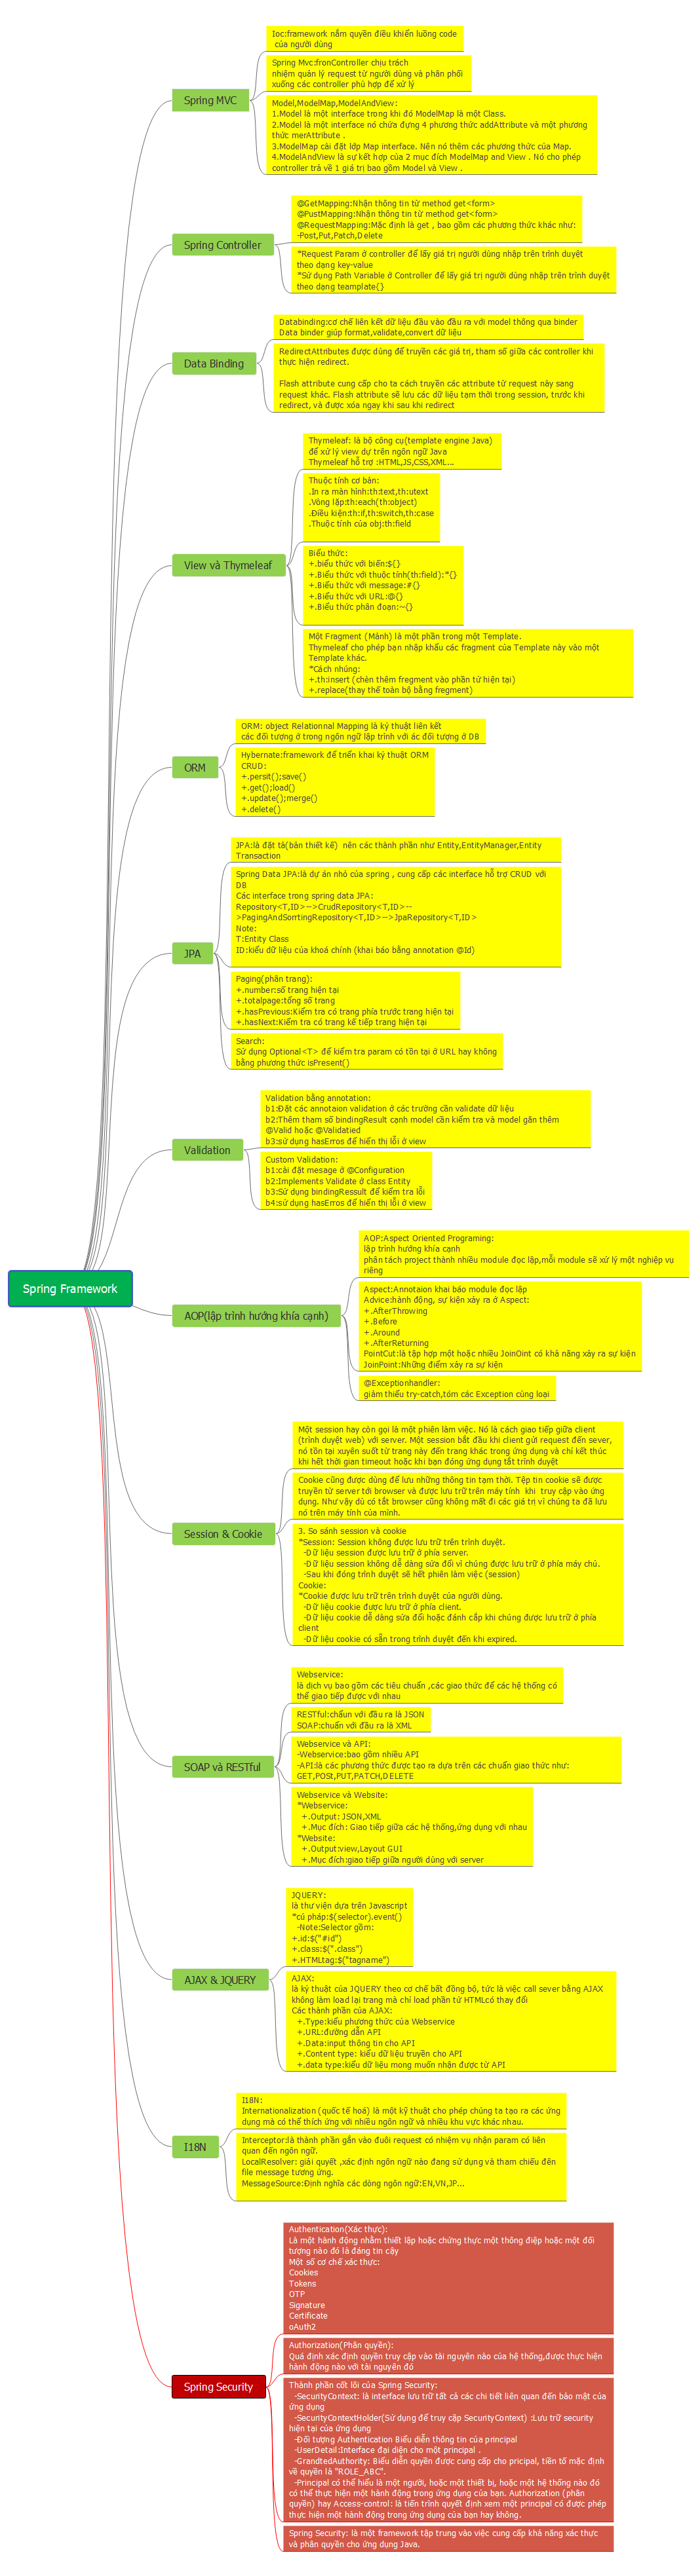 Ioc:framework nắm quyền điều khiển luồng code
của người dùng
Spring Mvc:fronController chịu trách
nhiệm quản lý request từ người dùng và phân phối
xuống các controller phù hợp để xử lý
Spring MVC
Model,ModelMap,ModelAndView:
1.Model là một interface trong khi đó ModelMap là một Class.
2.Model là một interface nó chứa đựng 4 phương thức addAttribute và một phương
thức merAttribute .
3.ModelMap cài đặt lớp Map interface. Nên nó thêm các phương thức của Map.
4.ModelAndView là sự kết hợp của 2 mục đích ModelMap and View . Nó cho phép
controller trả về 1 giá trị bao gồm Model và View .
@GetMapping:Nhận thông tin từ method get<form>
@PustMapping:Nhận thông tin từ method get<form>
@RequestMapping:Mặc định là get , bao gồm các phương thức khác như:
-Post,Put,Patch,Delete
Spring Controller
*Request Param ở controller để lấy giá trị người dùng nhập trên trình duyệt
theo dạng key-value
*Sử dụng Path Variable ở Controller để lấy giá trị người dùng nhập trên trình duyệt
theo dạng teamplate{}
Databinding:cơ chế liên kết dữ liệu đầu vào đầu ra với model thông qua binder
Data binder giúp format,validate,convert dữ liệu
Data Binding
RedirectAttributes được dùng để truyền các giá trị, tham số giữa các controller khi
thực hiện redirect.
Flash attribute cung cấp cho ta cách truyền các attribute từ request này sang
request khác. Flash attribute sẽ lưu các dữ liệu tạm thời trong session, trước khi
redirect, và được xóa ngay khi sau khi redirect
Thymeleaf: là bộ công cụ(template engine Java)
để xử lý view dự trên ngôn ngữ Java
Thymeleaf hỗ trợ :HTML,JS,CSS,XML...
Thuộc tính cơ bản:
.In ra màn hình:th:text,th:utext
.Vòng lặp:th:each(th:object)
.Điều kiện:th:if,th:switch,th:case
.Thuộc tính của obj:th:field
View và Thymeleaf
Biểu thức:
+.biểu thức với biến:${}
+.Biểu thức với thuộc tính(th:field):*{}
+.Biểu thức với message:#{}
+.Biểu thức với URL:@{}
+.Biểu thức phân đoạn:~{}
Một Fragment (Mảnh) là một phần trong một Template.
Thymeleaf cho phép bạn nhập khẩu các fragment của Template này vào một
Template khác.
*Cách nhúng:
+.th:insert (chèn thêm fregment vào phần tử hiện tại)
+.replace(thay thế toàn bộ bằng fregment)
ORM: object Relationnal Mapping là kỹ thuật liên kết
các đối tượng ở trong ngôn ngữ lập trình với ác đối tượng ở DB
ORM
Hybernate:framework để triển khai kỹ thuật ORM
CRUD:
+.persit();save()
+.get();load()
+.update();merge()
+.delete()
JPA:là đặt tả(bản thiết kế) nên các thành phần như Entity,EntityManager,Entity
Transaction
Spring Data JPA:là dự án nhỏ của spring , cung cấp các interface hỗ trợ CRUD với
DB
Các interface trong spring data JPA:
Repository<T,ID>-->CrudRepository<T,ID>--
>PagingAndSorrtingRepository<T,ID>-->JpaRepository<T,ID>
Note:
T:Entity Class
ID:kiểu dữ liệu của khoá chính (khai báo bằng annotation @Id)
JPA
Paging(phân trang):
+.number:số trang hiện tại
+.totalpage:tổng số trang
+.hasPrevious:Kiểm tra có trang phía trước trang hiện tại
+.hasNext:Kiểm tra có trang kế tiếp trang hiện tại
Search:
Sử dụng Optional<T> để kiểm tra param có tồn tại ở URL hay không
bằng phương thức isPresent()
Validation bằng annotation:
b1:Đặt các annotaion validation ở các trường cần validate dữ liệu
b2:Thêm tham số bindingResult cạnh model cần kiểm tra và model gắn thêm
@Valid hoặc @Validatied
b3:sử dụng hasErros để hiển thị lỗi ở view
Validation
Custom Validation:
b1:cài đặt mesage ở @Configuration
b2:Implements Validate ở class Entity
b3:Sử dụng bindingRessult để kiểm tra lỗi
b4:sử dụng hasErros để hiển thị lỗi ở view
Spring Framework
AOP:Aspect Oriented Programing:
lập trình hướng khía cạnh
phân tách project thành nhiều module đọc lập,mỗi module sẽ xử lý một nghiệp vụ
riêng
AOP(lập trình hướng khía cạnh)
Aspect:Annotaion khai báo module đọc lập
Advice:hành động, sự kiện xảy ra ở Aspect:
+.AfterThrowing
+.Before
+.Around
+.AfterReturning
PointCut:là tập hợp một hoặc nhiều JoinOint có khả năng xảy ra sự kiện
JoinPoint:Những điểm xảy ra sự kiện
@Exceptionhandler:
giảm thiểu try-catch,tóm các Exception cùng loại
Một session hay còn gọi là một phiên làm việc. Nó là cách giao tiếp giữa client
(trình duyệt web) với server. Một session bắt đầu khi client gửi request đến sever,
nó tồn tại xuyên suốt từ trang này đến trang khác trong ứng dụng và chỉ kết thúc
khi hết thời gian timeout hoặc khi bạn đóng ứng dụng tắt trình duyệt
Cookie cũng được dùng để lưu những thông tin tạm thời. Tệp tin cookie sẽ được
truyền từ server tới browser và được lưu trữ trên máy tính khi truy cập vào ứng
dụng. Như vậy dù có tắt browser cũng không mất đi các giá trị vì chúng ta đã lưu
nó trên máy tính của mình.
Session & Cookie
3. So sánh session và cookie
*Session: Session không được lưu trữ trên trình duyệt.
-Dữ liệu session được lưu trữ ở phía server.
-Dữ liệu session không dễ dàng sửa đổi vì chúng được lưu trữ ở phía máy chủ.
-Sau khi đóng trình duyệt sẽ hết phiên làm việc (session)
Cookie:
*Cookie được lưu trữ trên trình duyệt của người dùng.
-Dữ liệu cookie được lưu trữ ở phía client.
-Dữ liệu cookie dễ dàng sửa đổi hoặc đánh cắp khi chúng được lưu trữ ở phía
client
-Dữ liệu cookie có sẵn trong trình duyệt đến khi expired.
Webservice:
là dịch vụ bao gồm các tiêu chuẩn ,các giao thức để các hệ thống có
thể giao tiếp được với nhau
RESTful:chẩun với đầu ra là JSON
SOAP:chuẩn với đầu ra là XML
SOAP và RESTful
Webservice và API:
-Webservice:bao gồm nhiều API
-API:là các phương thức được tạo ra dựa trên các chuẩn giao thức như:
GET,POSt,PUT,PATCH,DELETE
Webservice và Website:
*Webservice:
+.Output: JSON,XML
+.Mục đích: Giao tiếp giữa các hệ thống,ứng dụng với nhau
*Website:
+.Output:view,Layout GUI
+.Mục đích:giao tiếp giữa người dùng với server
JQUERY:
là thư viện dựa trên Javascript
*cú pháp:$(selector).event()
-Note:Selector gồm:
+.id:$("#id")
+.class:$(".class")
+.HTMLtag:$("tagname")
AJAX & JQUERY
AJAX:
là kỹ thuật của JQUERY theo cơ chế bất đồng bộ, tức là việc call sever bằng AJAX
không làm load lại trang mà chỉ load phần tử HTMLcó thay đổi
Các thành phần của AJAX:
+.Type:kiểu phương thức của Webservice
+.URL:đường dẫn API
+.Data:input thông tin cho API
+.Content type: kiểu dữ liệu truyền cho API
+.data type:kiểu dữ liệu mong muốn nhận được từ API
I18N:
Internationalization (quốc tế hoá) là một kỹ thuật cho phép chúng ta tạo ra các ứng
dụng mà có thể thích ứng với nhiều ngôn ngữ và nhiều khu vực khác nhau.
I18N
Interceptor:là thành phần gắn vào đuôi request có nhiệm vụ nhận param có liên
quan đến ngôn ngữ.
LocalResolver: giải quyết ,xác định ngôn ngữ nào đang sử dụng và tham chiếu đên
file message tương ứng.
MessageSource:Định nghĩa các dòng ngôn ngữ:EN,VN,JP...
Authentication(Xác thực):
Là một hành động nhằm thiết lập hoặc chứng thực một thông điệp hoặc một đối
tượng nào đó là đáng tin cậy
Một số cơ chế xác thực:
Cookies
Tokens
OTP
Signature
Certificate
oAuth2
Authorization(Phân quyền):
Quá định xác định quyền truy cập vào tài nguyên nào của hệ thống,được thực hiện
hành động nào với tài nguyên đó
Spring Security
Thành phần cốt lõi của Spring Security:
-SecurityContext: là interface lưu trữ tất cả các chi tiết liên quan đến bảo mật của
ứng dụng
-SecurityContextHolder(Sử dụng để truy cập SecurityContext) :Lưu trữ security
hiện tại của ứng dụng
-Đối tượng Authentication Biểu diễn thông tin của principal
-UserDetail:Interface đại diện cho một principal .
-GrandtedAuthority: Biểu diễn quyền được cung cấp cho pricipal, tiền tố mặc định
về quyền là "ROLE_ABC".
-Principal có thể hiểu là một người, hoặc một thiết bị, hoặc một hệ thống nào đó
có thể thực hiện một hành động trong ứng dụng của bạn. Authorization (phân
quyền) hay Access-control: là tiến trình quyết định xem một principal có được phép
thực hiện một hành động trong ứng dụng của bạn hay không.
Spring Security: là một framework tập trung vào việc cung cấp khả năng xác thực
và phân quyền cho ứng dụng Java.